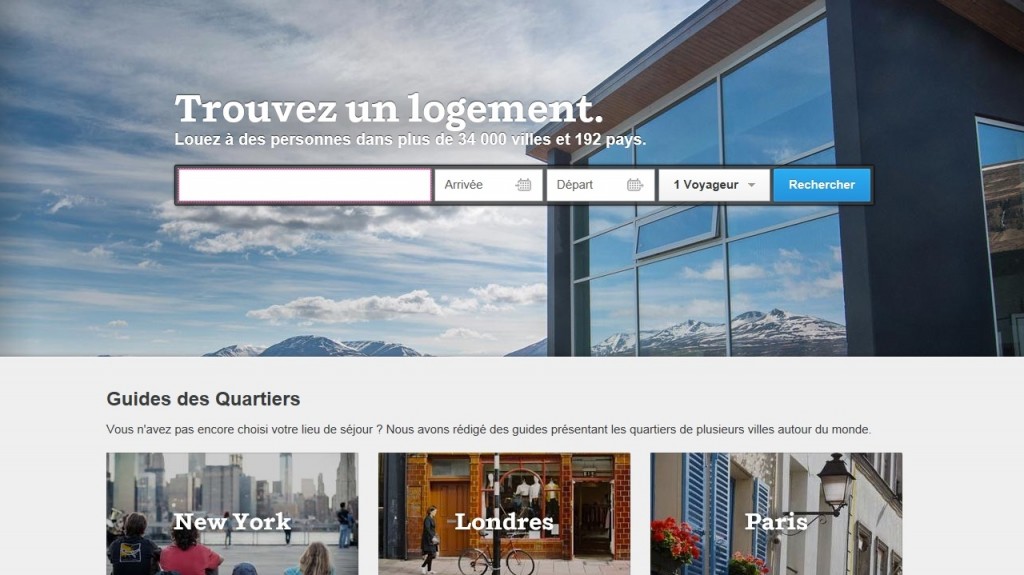 Trouvez un logement.
Louez à des personnes dans plus de 34 000 villes et 192 pays.
Arrivée
Départ
1 Voyageur
Rechercher
Guides des Quartiers
Vous n'avez pas encore choisi votre lieu de séjour ? Nous avons rédigé des guides présentant les quartiers de plusieurs villes autour du monde.
New York
Londres
Paris